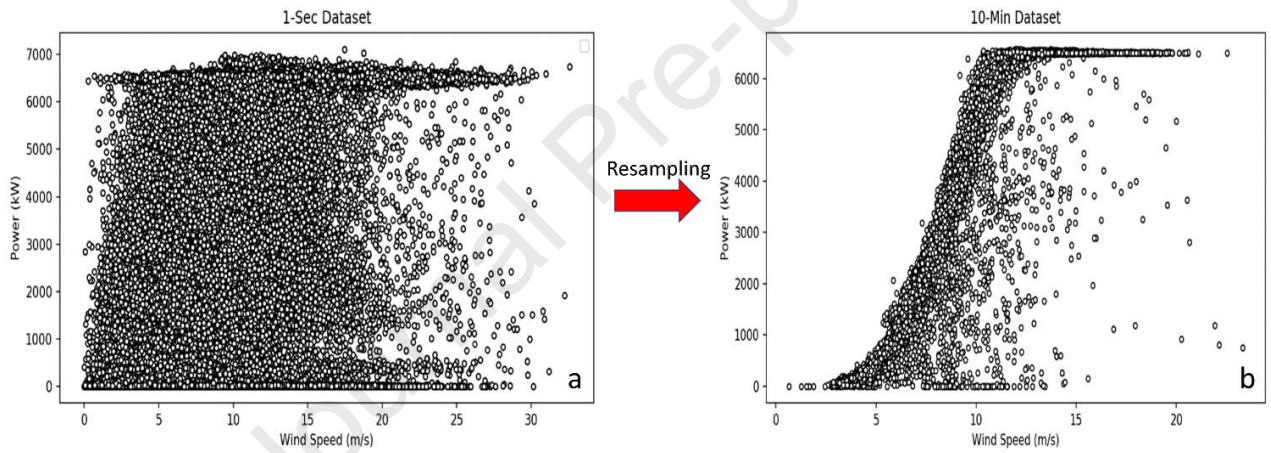 1-Sec Dataset
7000
6000
5000
4000
3000
2000
1000
0
Power (kW)
0 5 10 15 20 25 30
Wind Speed (m/s)
a
Resampling
10-Min Dataset
6000
5000
4000
3000
2000
1000
0
Power (kW)
0 5 10 15 20
Wind Speed (m/s)
b
Journal Pre-p